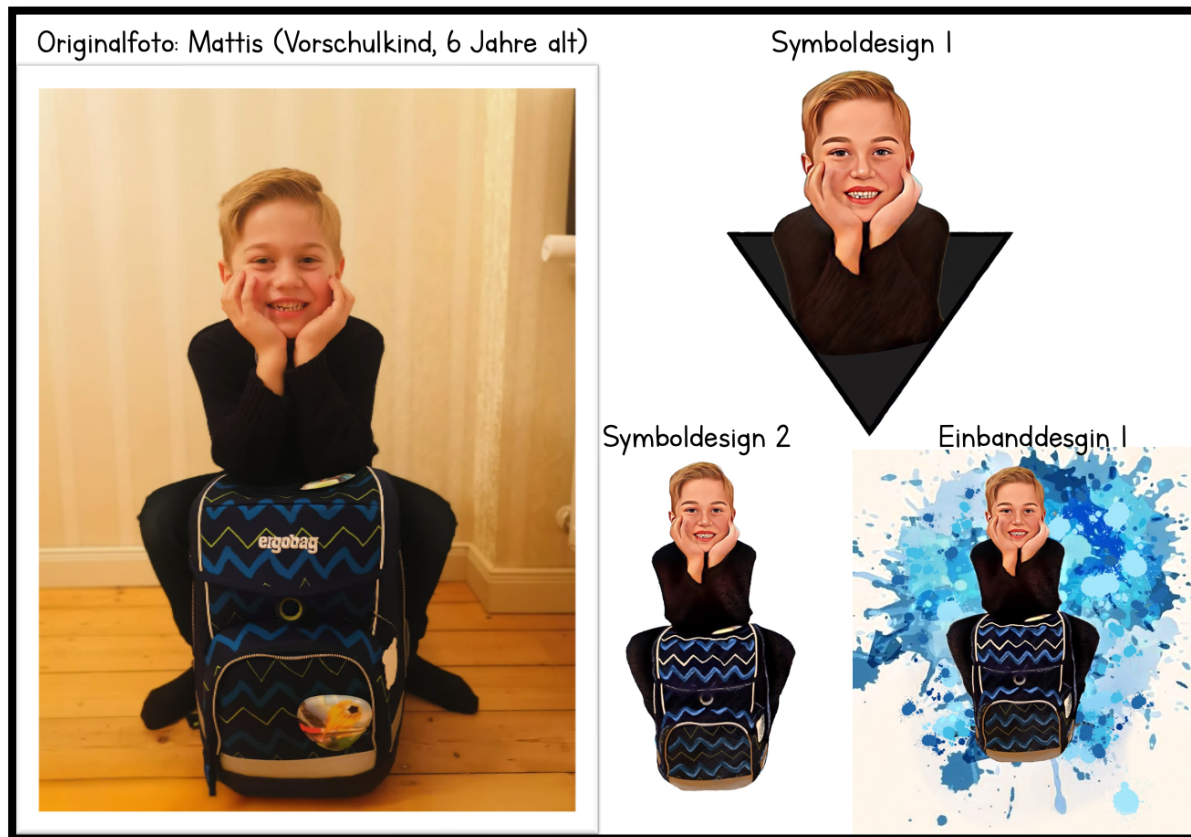 Originalfoto: Mattis (Vorschulkind, 6 Jahre alt)
Symboldesign 1
ergobag
Symboldesign 2
Einbanddesgin 1